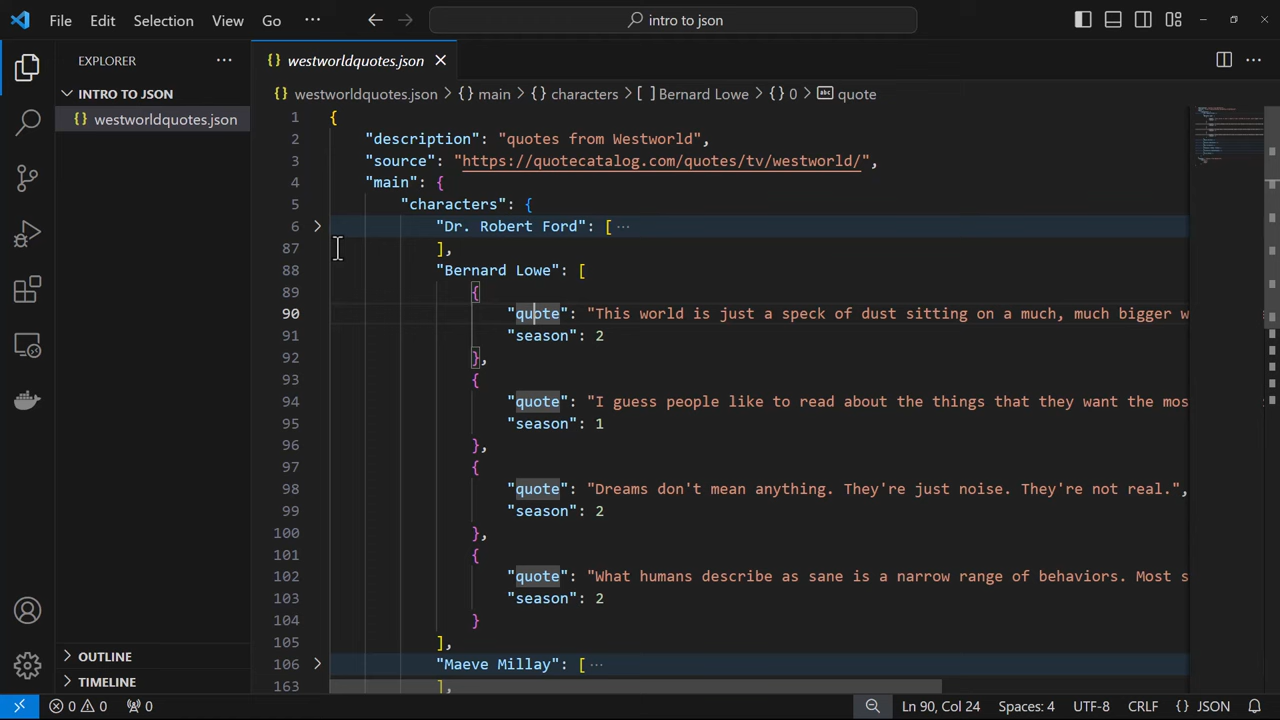 File Edit Selection View Go ··· intro to json
EXPLORER ···
INTRO TO JSON
{} westworldquotes.json
OUTLINE
TIMELINE
{} westworldquotes.json
{} westworldquotes.json > {} main > {} characters > [ ] Bernard Lowe > {} 0 > abc quote
1 {
2 "description": "quotes from Westworld",
3 "source": "https://quotecatalog.com/quotes/tv/westworld/",
4 "main": {
5 "characters": {
6 "Dr. Robert Ford": [ ···
87 ],
88 "Bernard Lowe": [
89 {
90 "quote": "This world is just a speck of dust sitting on a much, much bigger
91 "season": 2
92 },
93 {
94 "quote": "I guess people like to read about the things that they want the
95 "season": 1
96 },
97 {
98 "quote": "Dreams don't mean anything. They're just noise. They're not real.",
99 "season": 2
100 },
101 {
102 "quote": "What humans describe as sane is a narrow range of behaviors. Most
103 "season": 2
104 }
105 ],
106 "Maeve Millay": [ ···
163 ],
0 0 0 Ln 90, Col 24 Spaces: 4 UTF-8 CRLF {} JSON